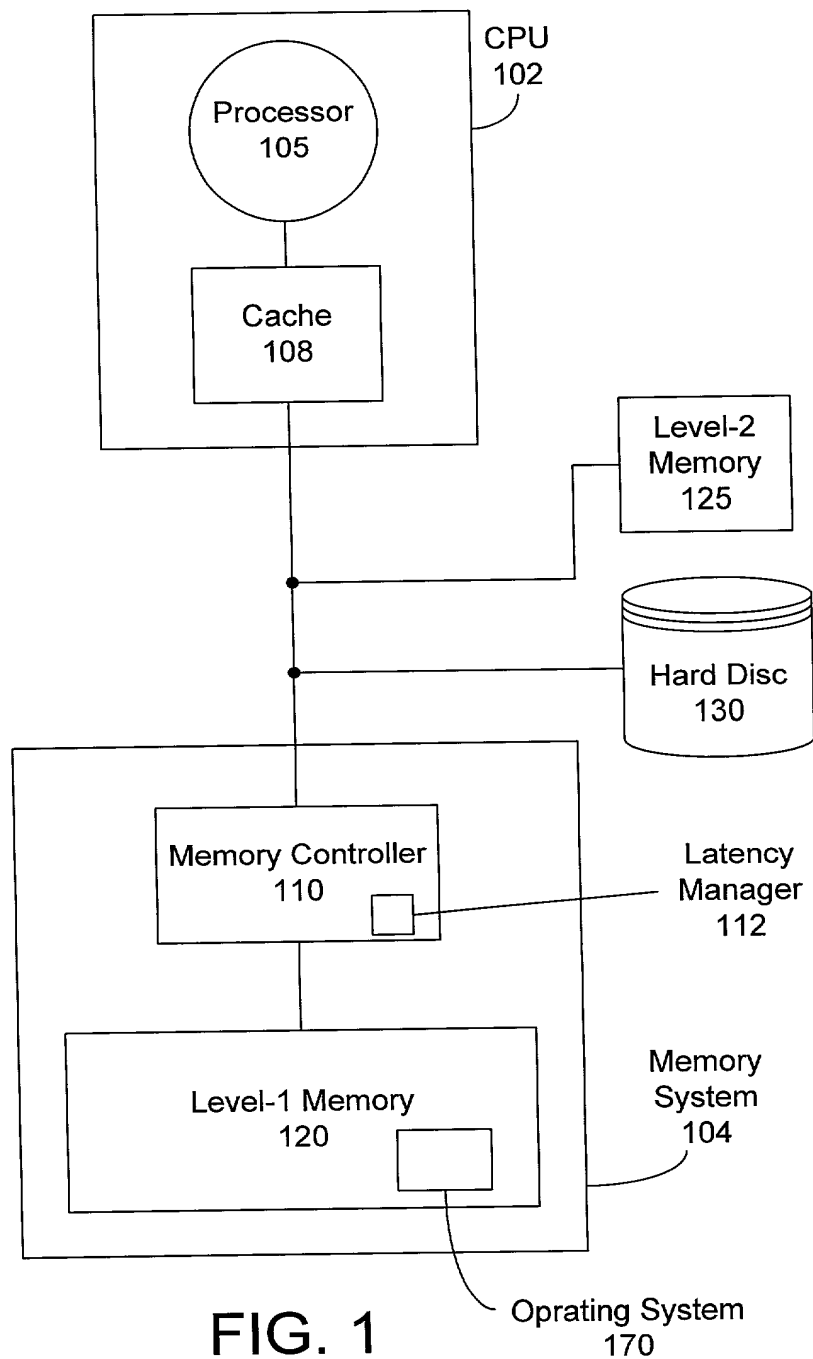 CPU
102
Processor
105
Cache
108
Level-2
Memory
125
Hard Disc
130
Memory Controller
110
Latency
Manager
112
Level-1 Memory
120
Memory
System
104
FIG. 1
Oprating System
170